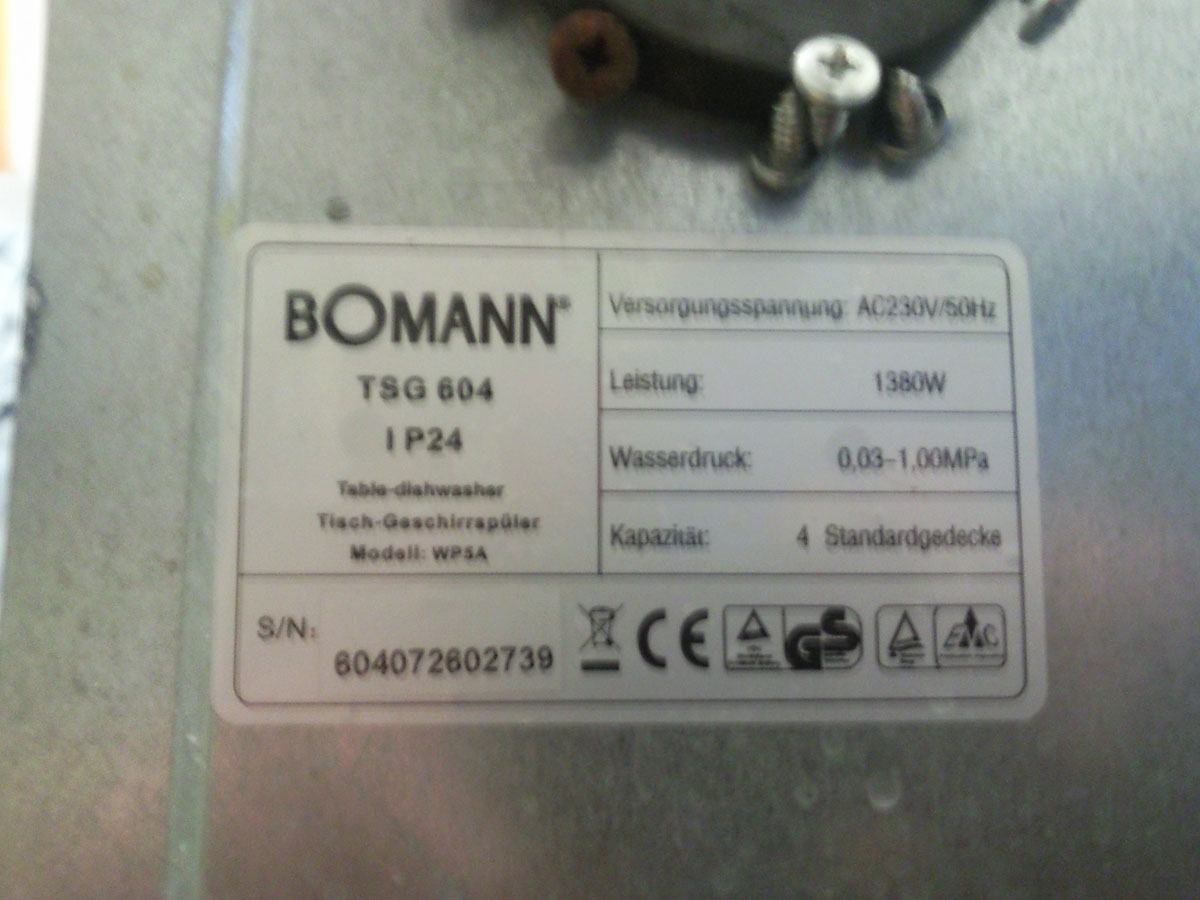 BOMANN®
TSG 604
IP24
Table-dishwasher
Tisch-Geschirrspüler
Modell: WP5A
Versorgungsspannung: AC230V/50Hz
Leistung: 1380W
Wasserdruck: 0,03-1,00MPa
Kapazität: 4 Standardgedecke
S/N:
604072602739
CE
GS
EMC